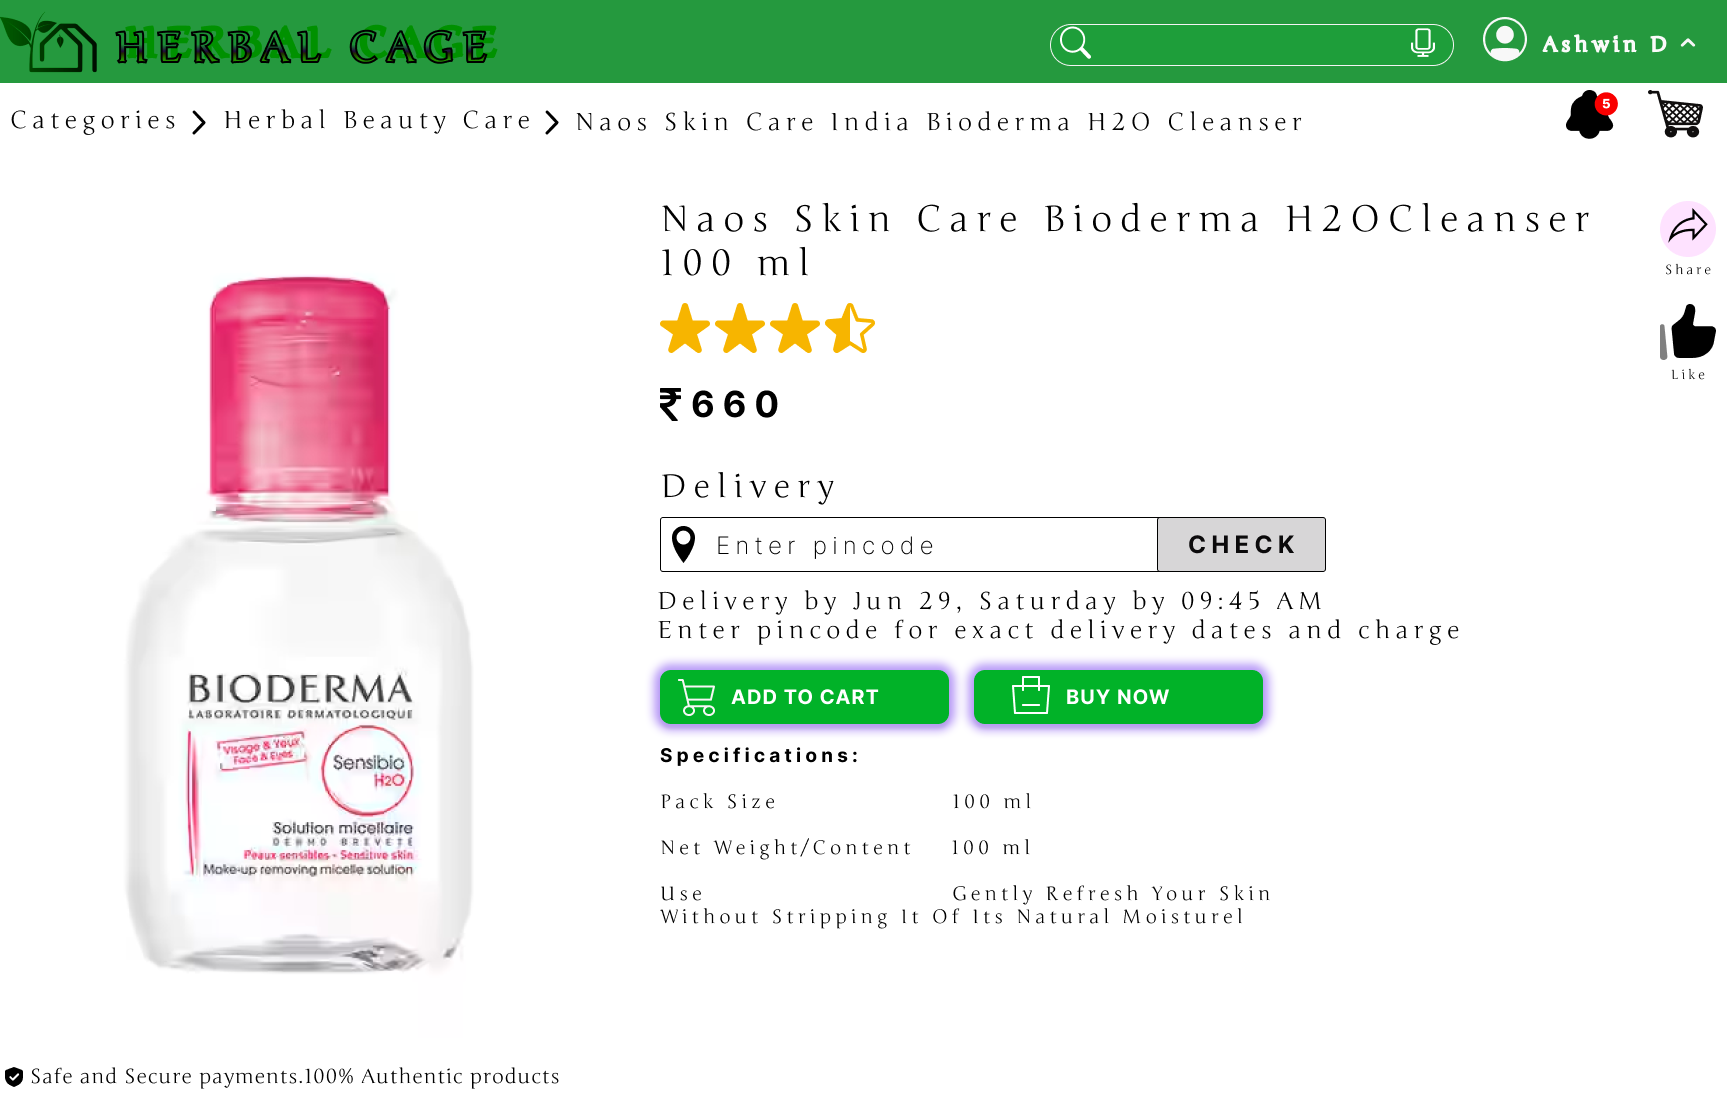 HERBAL CAGE
Ashwin D
Categories > Herbal Beauty Care > Naos Skin Care India Bioderma H2O Cleanser
5
Naos Skin Care Bioderma H2OCleanser
100 ml
Share
₹660
Like
Delivery
Enter pincode
CHECK
Delivery by Jun 29, Saturday by 09:45 AM
Enter pincode for exact delivery dates and charge
ADD TO CART
BUY NOW
Specifications:
Pack Size 100 ml
Net Weight/Content 100 ml
Use Gently Refresh Your Skin
Without Stripping It Of Its Natural Moisturel
BIODERMA
LABORATOIRE DERMATOLOGIQUE
Visage & Yeux
Face & Eyes
Sensibio
H2O
Solution micellaire
DERMO BREVETE
Peaux sensibles - Sensitive skin
Make-up removing micelle solution
Safe and Secure payments.100% Authentic products